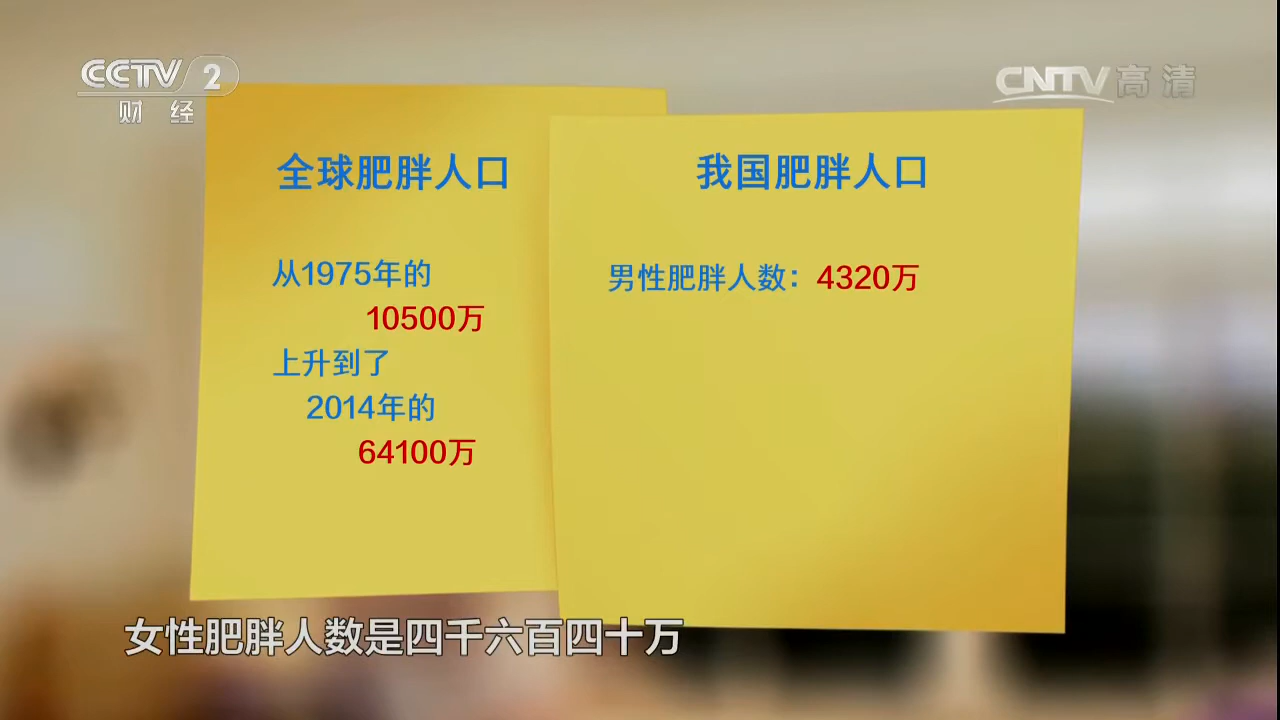 CCTV 2
财 经
CNTV高清
全球肥胖人口
从1975年的
10500万
上升到了
2014年的
64100万
我国肥胖人口
男性肥胖人数：4320万
女性肥胖人数是四千六百四十万